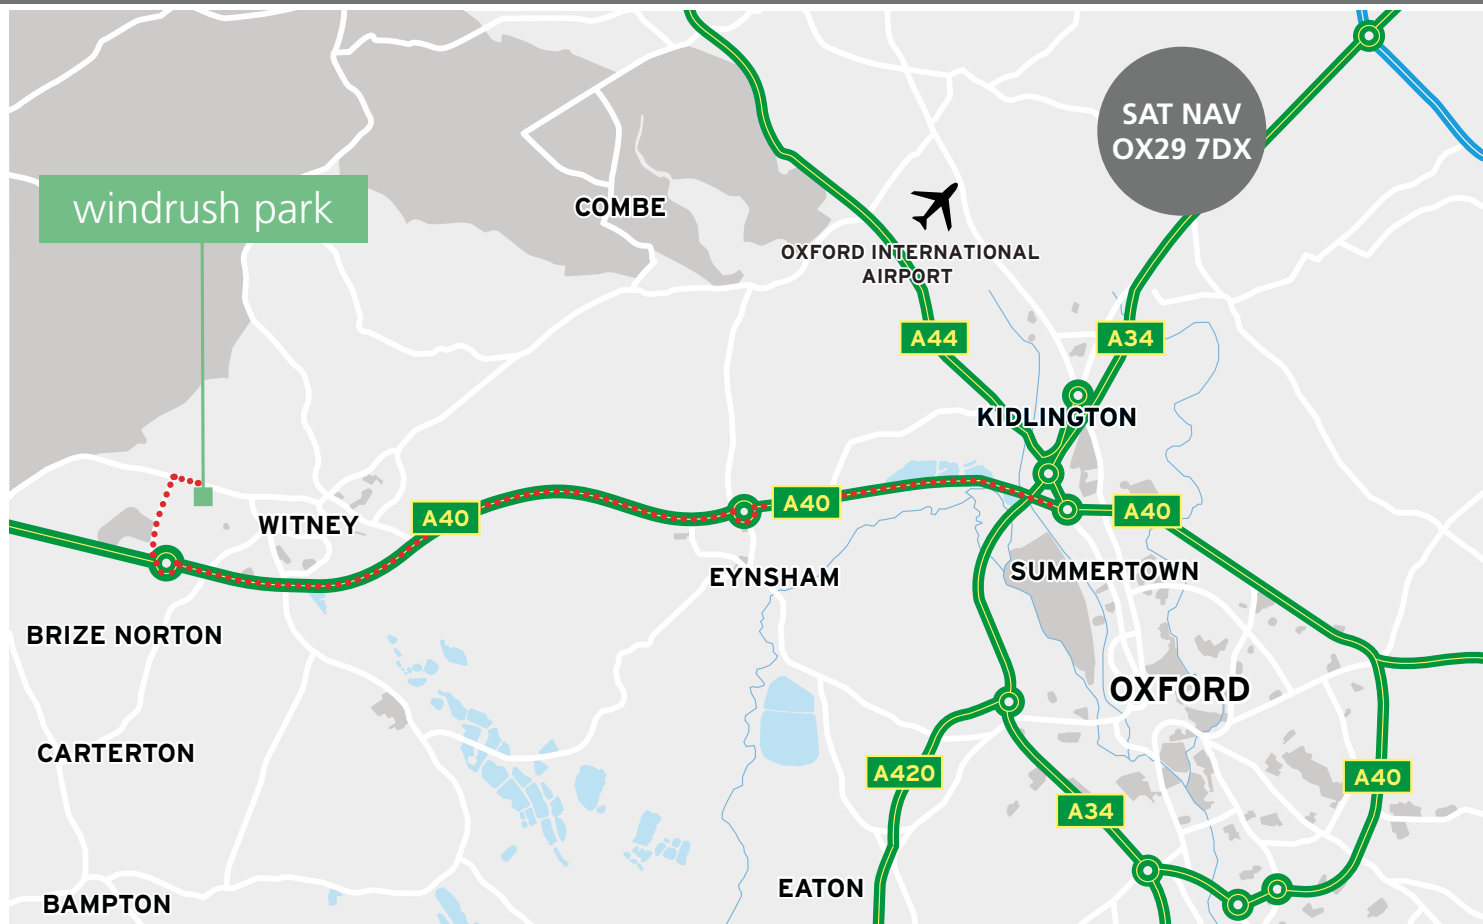 SAT NAV
OX29 7DX
windrush park
COMBE
OXFORD INTERNATIONAL
AIRPORT
A44
A34
KIDLINGTON
A40
A40
A40
WITNEY
EYNSHAM
SUMMERTOWN
BRIZE NORTON
OXFORD
CARTERTON
A420
A40
A34
EATON
BAMPTON